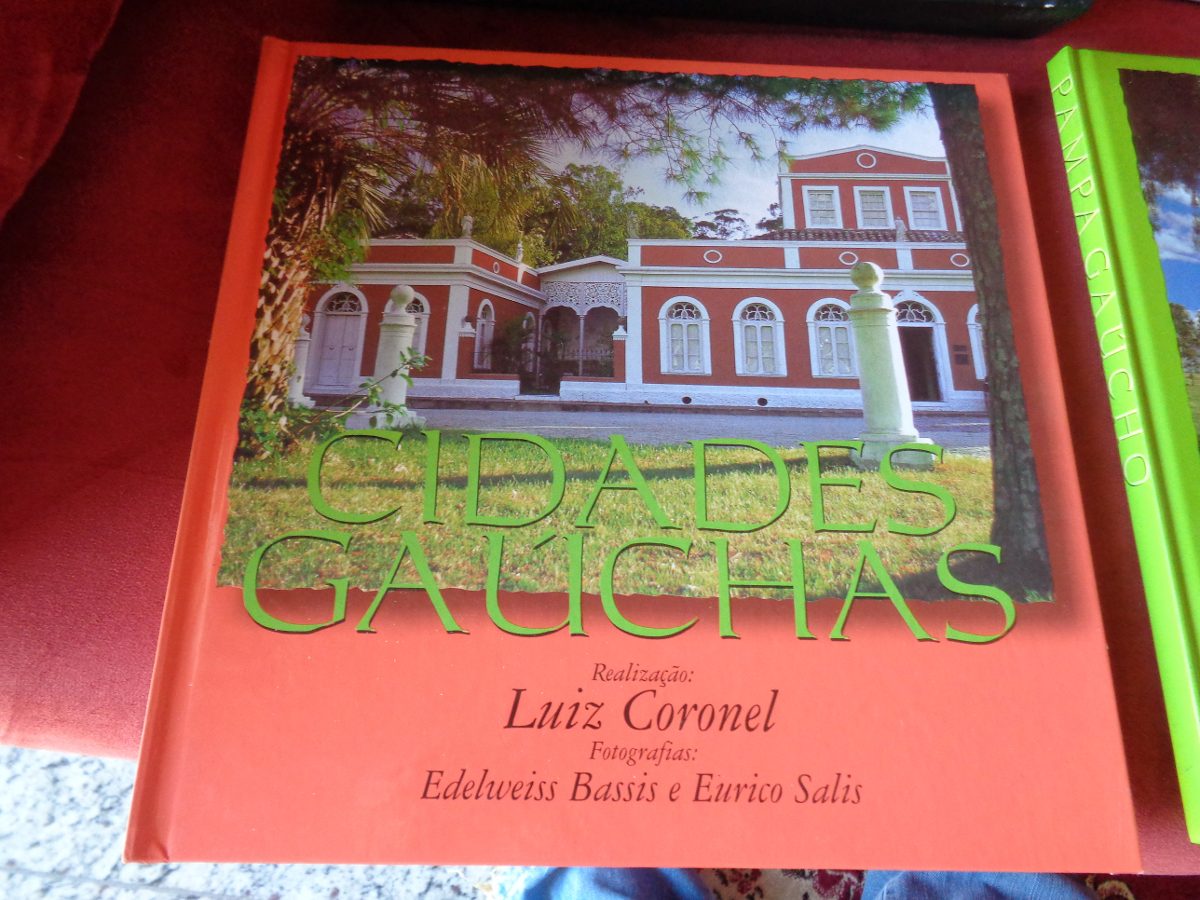 CIDADES
GAÚCHAS
Realização:
Luiz Coronel
Fotografias:
Edelweiss Bassis e Eurico Salis
PAMPA GAÚCHO